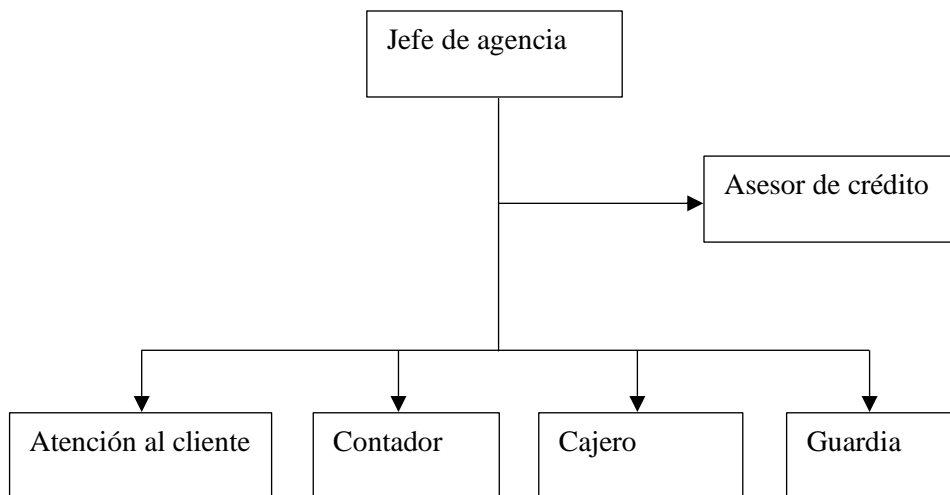 Jefe de agencia
Asesor de crédito
Atención al cliente
Contador
Cajero
Guardia